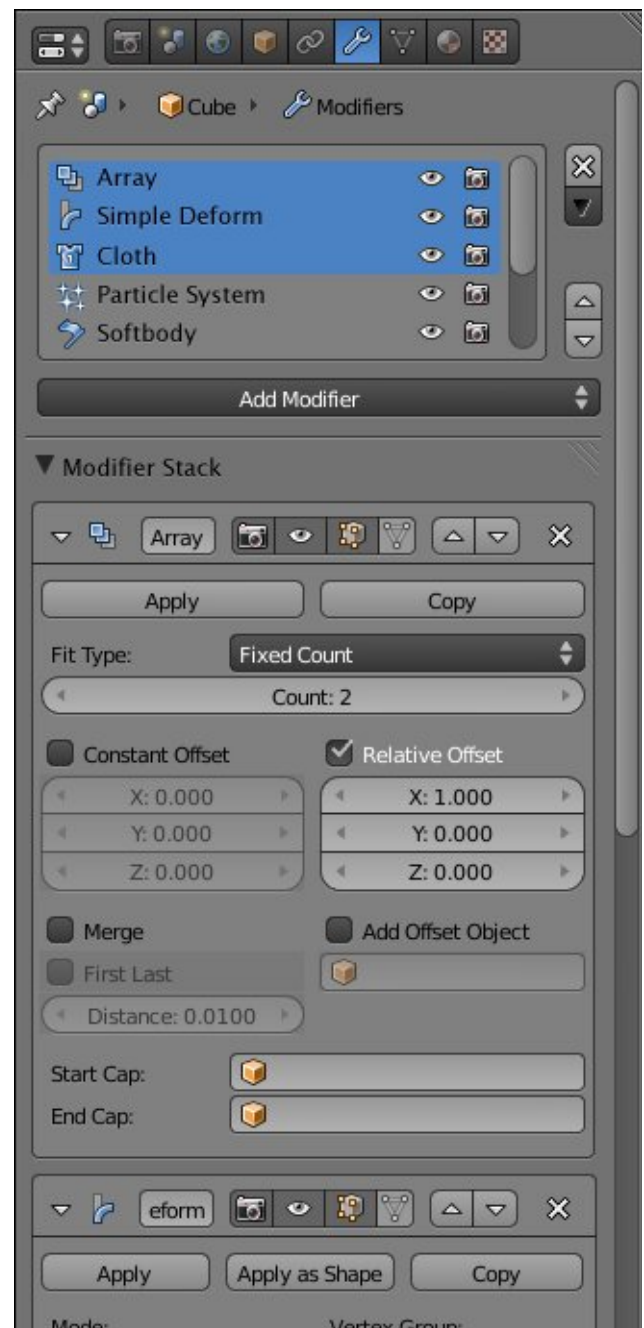 Cube Modifiers
Array
Simple Deform
Cloth
Particle System
Softbody
Add Modifier
Modifier Stack
Array
Apply Copy
Fit Type: Fixed Count
Count: 2
Constant Offset Relative Offset
X: 0.000 X: 1.000
Y: 0.000 Y: 0.000
Z: 0.000 Z: 0.000
Merge Add Offset Object
First Last
Distance: 0.0100
Start Cap:
End Cap:
eform
Apply Apply as Shape Copy
Mode: Vertex Group: